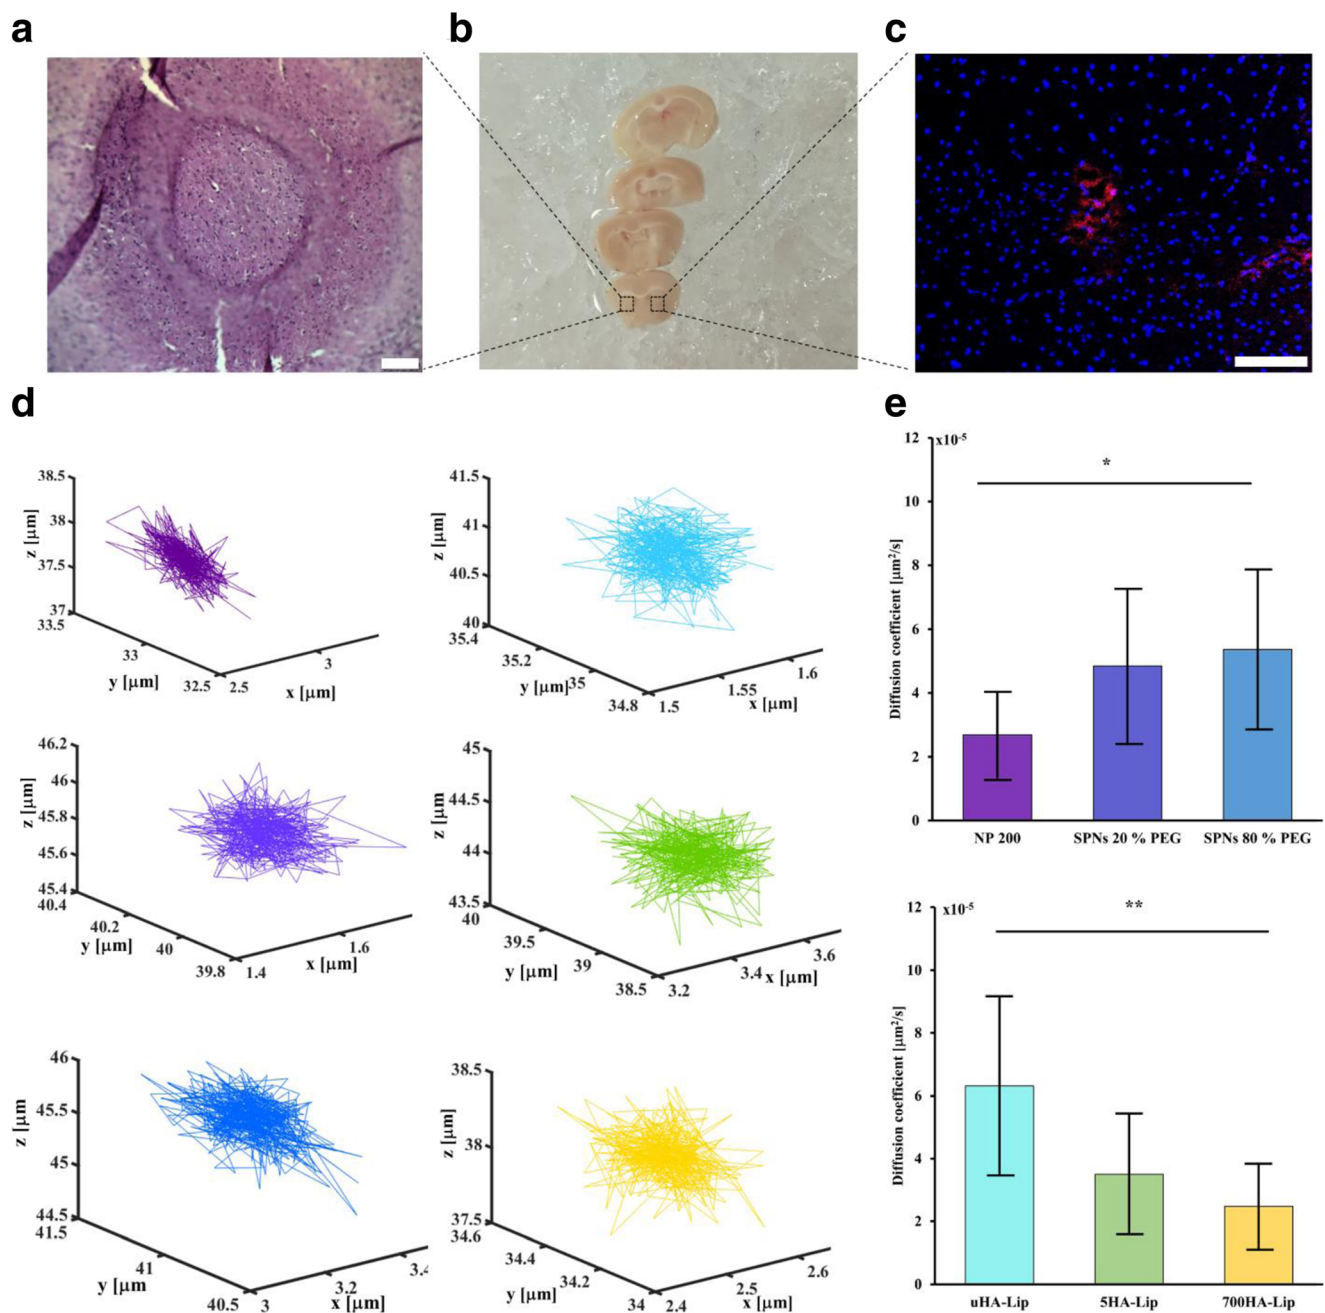 a
b
c
d
38.5
38
37.5
37
33.5
33
32.5
2.5
3
z [μm]
y [μm]
x [μm]
41.5
41
40.5
40
35.4
35.2
35
34.8
1.5
1.55
1.6
z [μm]
y [μm]
x [μm]
46.2
46
45.8
45.6
45.4
40.4
40.2
40
39.8
1.4
1.6
z [μm]
y [μm]
x [μm]
45
44.5
44
43.5
40
39.5
39
38.5
3.2
3.4
3.6
z [μm
y [μm]
x [μm]
46
45.5
45
44.5
41.5
41
40.5
3
3.2
3.4
z [μm
y [μm
x [μm]
38.5
38
37.5
34.6
34.4
34.2
34
2.4
2.5
2.6
z [μm]
y [μm]
x [μm]
e
12
x10⁻⁵
10
8
6
4
2
0
*
Diffusion coefficient [μm²/s]
NP 200
SPNs 20 % PEG
SPNs 80 % PEG
12
x10⁻⁵
10
8
6
4
2
0
**
Diffusion coefficient [μm²/s]
uHA-Lip
5HA-Lip
700HA-Lip